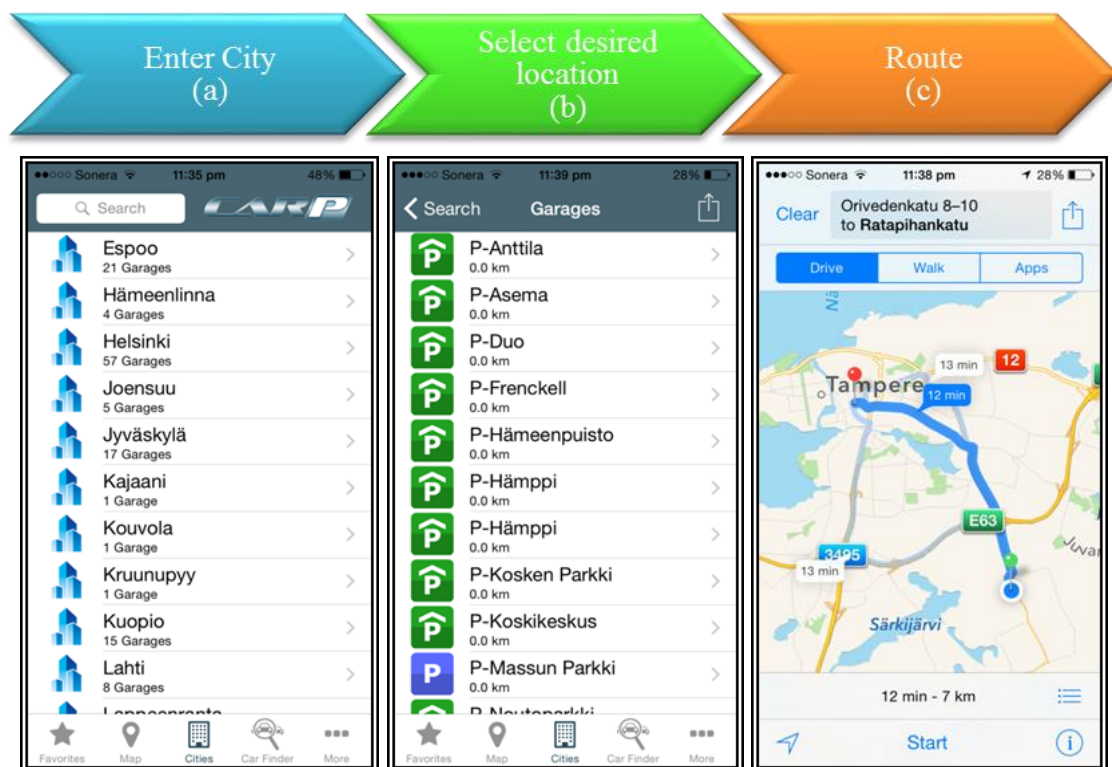 Enter City
(a)
Select desired
location
(b)
Route
(c)
Sonera 11:35 pm 48%
Search CARP
Espoo
21 Garages
Hämeenlinna
4 Garages
Helsinki
57 Garages
Joensuu
5 Garages
Jyväskylä
17 Garages
Kajaani
1 Garage
Kouvola
1 Garage
Kruunupyy
1 Garage
Kuopio
15 Garages
Lahti
8 Garages
Lappeenranta
Favorites Map Cities Car Finder More
Sonera 11:39 pm 28%
Search Garages
P P-Anttila
0.0 km
P P-Asema
0.0 km
P P-Duo
0.0 km
P P-Frenckell
0.0 km
P P-Hämeenpuisto
0.0 km
P P-Hämppi
0.0 km
P P-Hämppi
0.0 km
P P-Kosken Parkki
0.0 km
P P-Koskikeskus
0.0 km
P P-Massun Parkki
0.0 km
P-Nautoparkki
Favorites Map Cities Car Finder More
Sonera 11:38 pm 28%
Clear Orivedenkatu 8–10
to Ratapihankatu
Drive Walk Apps
13 min 12
Tampere
12 min
E63
3495
13 min
Särkijärvi
12 min - 7 km
Start